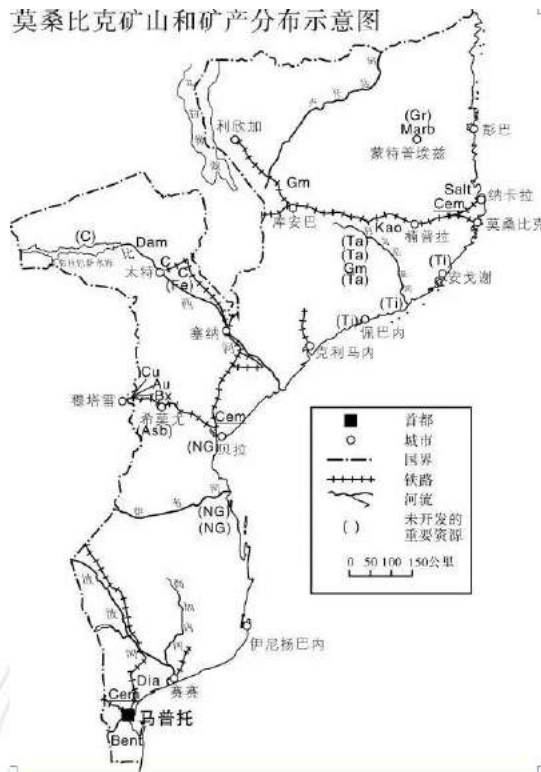 莫桑比克矿山和矿产分布示意图
利欣加
(Gr)
Marb
蒙特普埃兹
彭巴
Gm
库安巴
Salt
Cem
纳卡拉
莫桑比克
Kao
楠普拉
(C)
Dam
太特
C
C
(Fe)
(Ta)
(Ta)
Gm
(Ta)
(Ti)
安戈谢
(Ti)
(Ti)
佩巴内
塞纳
克利马内
Cu
Au
Bx
穆塔雷
希莫尤
(Asb)
Cem
(NG)
贝拉
(NG)
(NG)
伊尼扬巴内
Dia
赛赛
Cem
马普托
Bent
首都
城市
国界
铁路
河流
( )
未开发的
重要资源
0 50 100 150公里